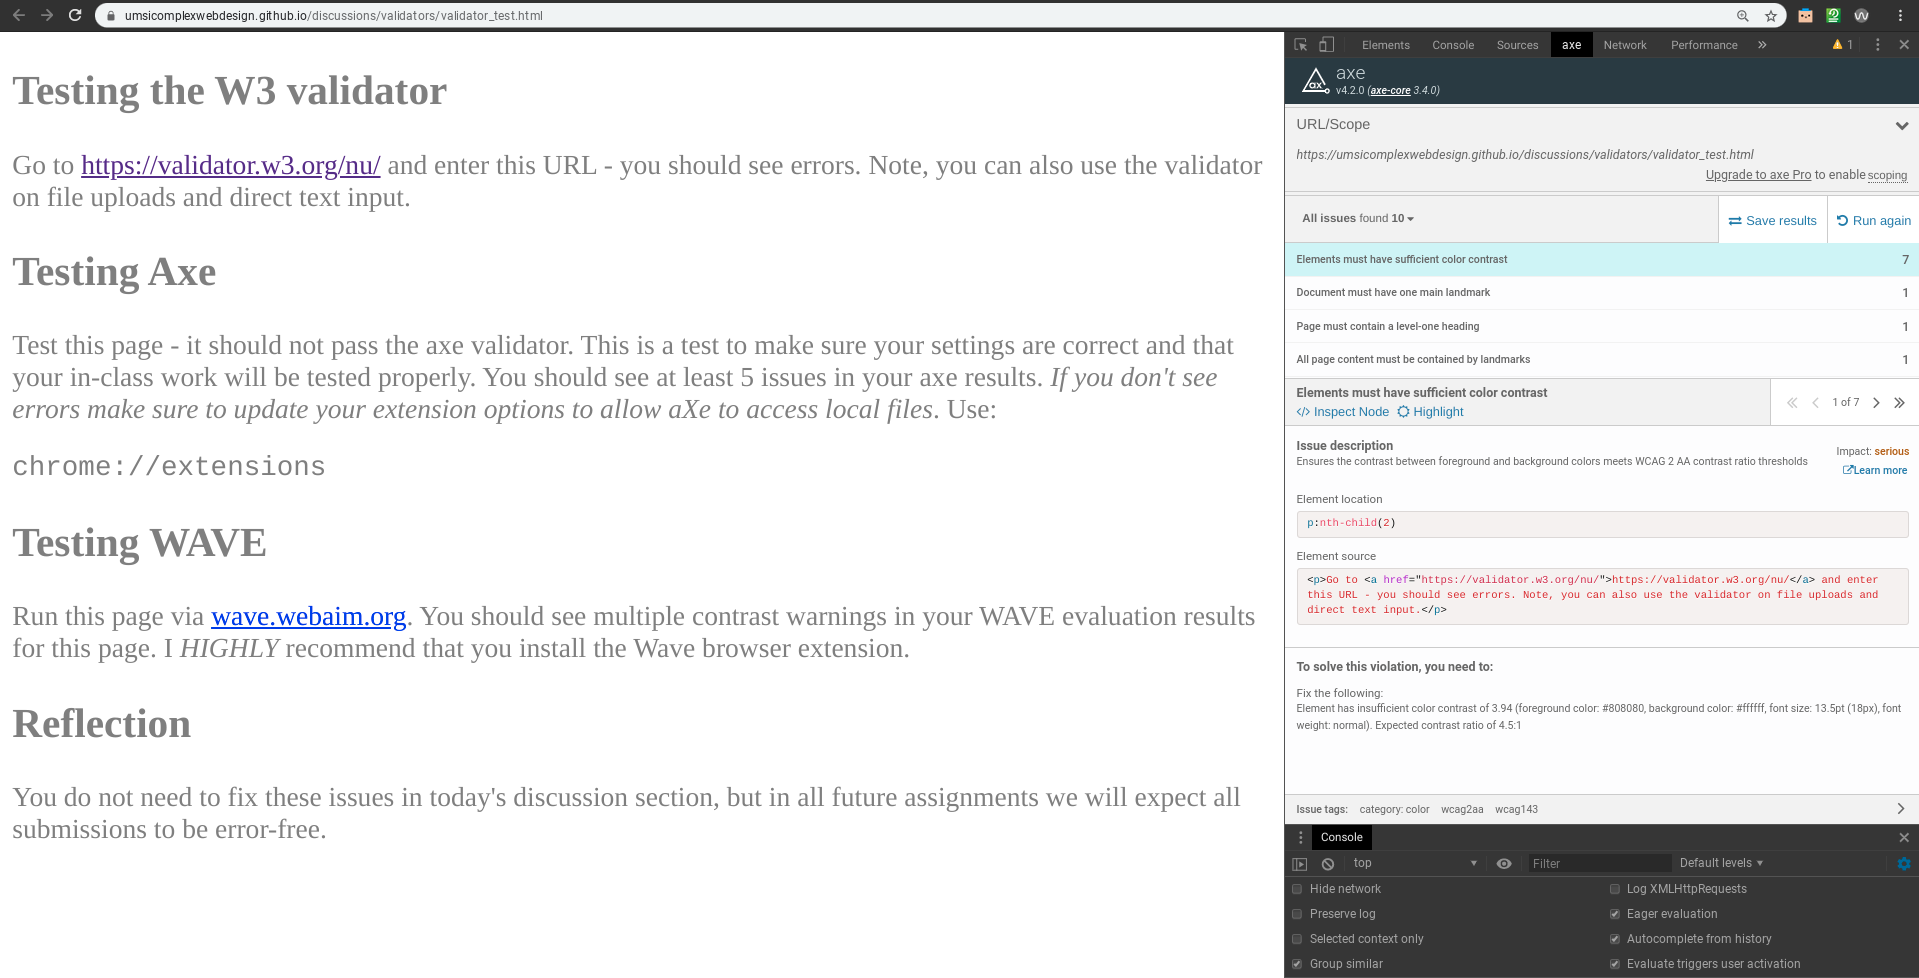 umsicomplexwebdesign.github.io/discussions/validators/validator_test.html
Testing the W3 validator
Go to https://validator.w3.org/nu/ and enter this URL - you should see errors. Note, you can also use the validator
on file uploads and direct text input.
Testing Axe
Test this page - it should not pass the axe validator. This is a test to make sure your settings are correct and that
your in-class work will be tested properly. You should see at least 5 issues in your axe results. If you don't see
errors make sure to update your extension options to allow aXe to access local files. Use:
chrome://extensions
Testing WAVE
Run this page via wave.webaim.org. You should see multiple contrast warnings in your WAVE evaluation results
for this page. I HIGHLY recommend that you install the Wave browser extension.
Reflection
You do not need to fix these issues in today's discussion section, but in all future assignments we will expect all
submissions to be error-free.
Elements Console Sources axe Network Performance » 1
axe
v4.2.0 (axe-core 3.4.0)
URL/Scope
https://umsicomplexwebdesign.github.io/discussions/validators/validator_test.html
Upgrade to axe Pro to enable scoping
All issues found 10 Save results Run again
Elements must have sufficient color contrast 7
Document must have one main landmark 1
Page must contain a level-one heading 1
All page content must be contained by landmarks 1
Elements must have sufficient color contrast
</> Inspect Node Highlight
1 of 7
Issue description
Ensures the contrast between foreground and background colors meets WCAG 2 AA contrast ratio thresholds
Impact: serious
Learn more
Element location
p:nth-child(2)
Element source
<p>Go to <a href="https://validator.w3.org/nu/">https://validator.w3.org/nu/</a> and enter
this URL - you should see errors. Note, you can also use the validator on file uploads and
direct text input.</p>
To solve this violation, you need to:
Fix the following:
Element has insufficient color contrast of 3.94 (foreground color: #808080, background color: #ffffff, font size: 13.5pt (18px), font
weight: normal). Expected contrast ratio of 4.5:1
Issue tags: category: color wcag2aa wcag143
Console
top Filter Default levels
Hide network Log XMLHttpRequests
Preserve log Eager evaluation
Selected context only Autocomplete from history
Group similar Evaluate triggers user activation